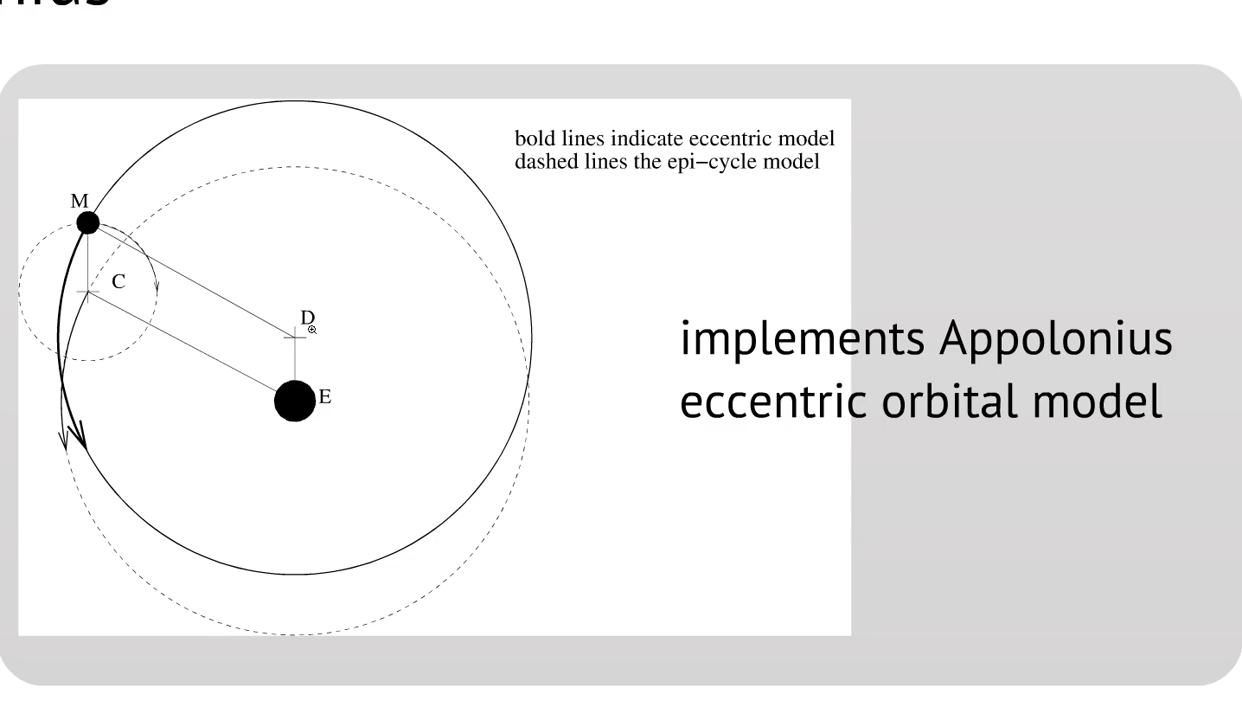 bold lines indicate eccentric model
dashed lines the epi−cycle model
M
C
D
E
implements Appolonius
eccentric orbital model